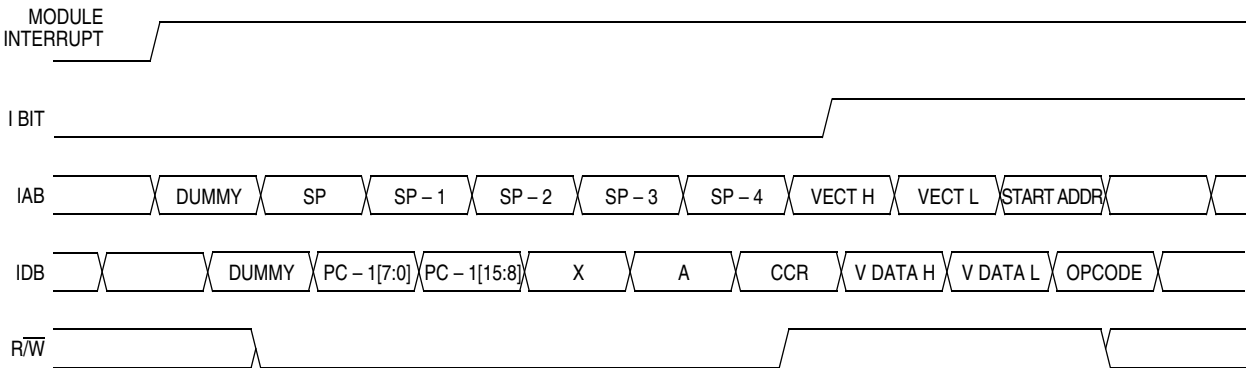 MODULE
INTERRUPT
I BIT
IAB DUMMY SP SP – 1 SP – 2 SP – 3 SP – 4 VECT H VECT L START ADDR
IDB DUMMY PC – 1[7:0] PC – 1[15:8] X A CCR V DATA H V DATA L OPCODE
R/W̅